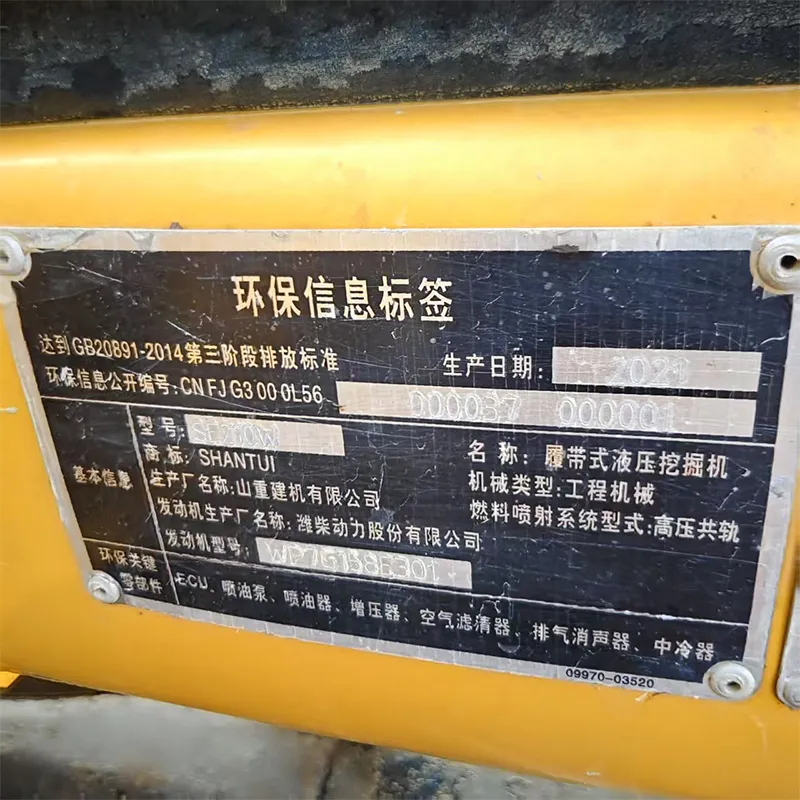 环保信息标签
达到GB20891-2014第三阶段排放标准
生产日期: 2021
环保信息公开编号: CN FJ G3 00 0L56 000037 000001
基本信息
型号:
商标: SHANTUI
生产厂名称:山重建机有限公司
发动机生产厂名称: 潍柴动力股份有限公司
发动机型号: WP7G158E301
名称: 履带式液压挖掘机
机械类型:工程机械
燃料喷射系统型式:高压共轨
环保关键
零部件
ECU、喷油泵、喷油器、增压器、空气滤清器、排气消声器、中冷器
09970-03520